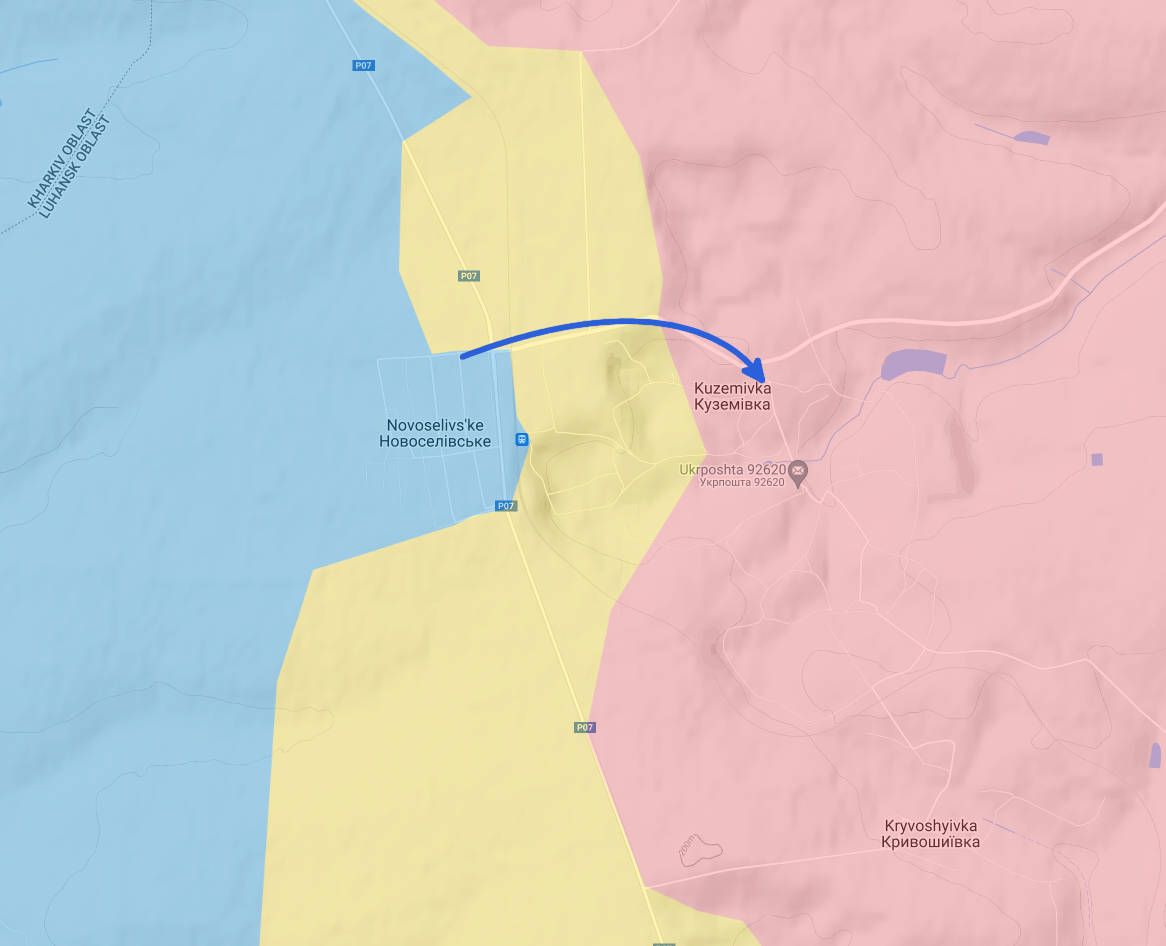 P07
KHARKIV OBLAST
LUHANSK OBLAST
P07
Kuzemivka
Куземівка
Novoselivs'ke
Новоселівське
Ukrposhta 92620
Укрпошта 92620
P07
P07
Kryvoshyivka
Кривошиївка
200m